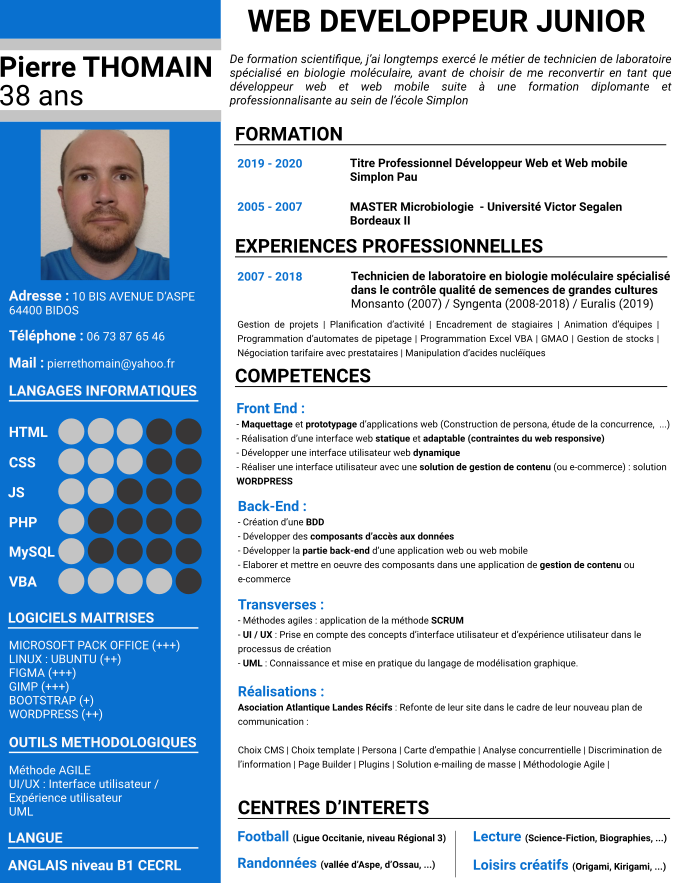 WEB DEVELOPPEUR JUNIOR
Pierre THOMAIN
38 ans
De formation scientifique, j'ai longtemps exercé le métier de technicien de laboratoire
spécialisé en biologie moléculaire, avant de choisir de me reconvertir en tant que
développeur web et web mobile suite à une formation diplomante et
professionnalisante au sein de l'école Simplon
Adresse : 10 BIS AVENUE D'ASPE
64400 BIDOS
Téléphone : 06 73 87 65 46
Mail : pierrethomain@yahoo.fr
LANGAGES INFORMATIQUES
HTML
CSS
JS
PHP
MySQL
VBA
LOGICIELS MAITRISES
MICROSOFT PACK OFFICE (+++)
LINUX : UBUNTU (++)
FIGMA (+++)
GIMP (+++)
BOOTSTRAP (+)
WORDPRESS (++)
OUTILS METHODOLOGIQUES
Méthode AGILE
UI/UX : Interface utilisateur /
Expérience utilisateur
UML
LANGUE
ANGLAIS niveau B1 CECRL
FORMATION
2019 - 2020 Titre Professionnel Développeur Web et Web mobile
Simplon Pau
2005 - 2007 MASTER Microbiologie - Université Victor Segalen
Bordeaux II
EXPERIENCES PROFESSIONNELLES
2007 - 2018 Technicien de laboratoire en biologie moléculaire spécialisé
dans le contrôle qualité de semences de grandes cultures
Monsanto (2007) / Syngenta (2008-2018) / Euralis (2019)
Gestion de projets | Planification d'activité | Encadrement de stagiaires | Animation d'équipes |
Programmation d'automates de pipetage | Programmation Excel VBA | GMAO | Gestion de stocks |
Négociation tarifaire avec prestataires | Manipulation d'acides nucléïques
COMPETENCES
Front End :
- Maquettage et prototypage d'applications web (Construction de persona, étude de la concurrence, ...)
- Réalisation d'une interface web statique et adaptable (contraintes du web responsive)
- Développer une interface utilisateur web dynamique
- Réaliser une interface utilisateur avec une solution de gestion de contenu (ou e-commerce) : solution
WORDPRESS
Back-End :
- Création d'une BDD
- Développer des composants d'accès aux données
- Développer la partie back-end d'une application web ou web mobile
- Elaborer et mettre en oeuvre des composants dans une application de gestion de contenu ou
e-commerce
Transverses :
- Méthodes agiles : application de la méthode SCRUM
- UI / UX : Prise en compte des concepts d'interface utilisateur et d'expérience utilisateur dans le
processus de création
- UML : Connaissance et mise en pratique du langage de modélisation graphique.
Réalisations :
Asociation Atlantique Landes Récifs : Refonte de leur site dans le cadre de leur nouveau plan de
communication :
Choix CMS | Choix template | Persona | Carte d'empathie | Analyse concurrentielle | Discrimination de
l'information | Page Builder | Plugins | Solution e-mailing de masse | Méthodologie Agile |
CENTRES D'INTERETS
Football (Ligue Occitanie, niveau Régional 3)
Randonnées (vallée d'Aspe, d'Ossau, ...)
Lecture (Science-Fiction, Biographies, ...)
Loisirs créatifs (Origami, Kirigami, ...)